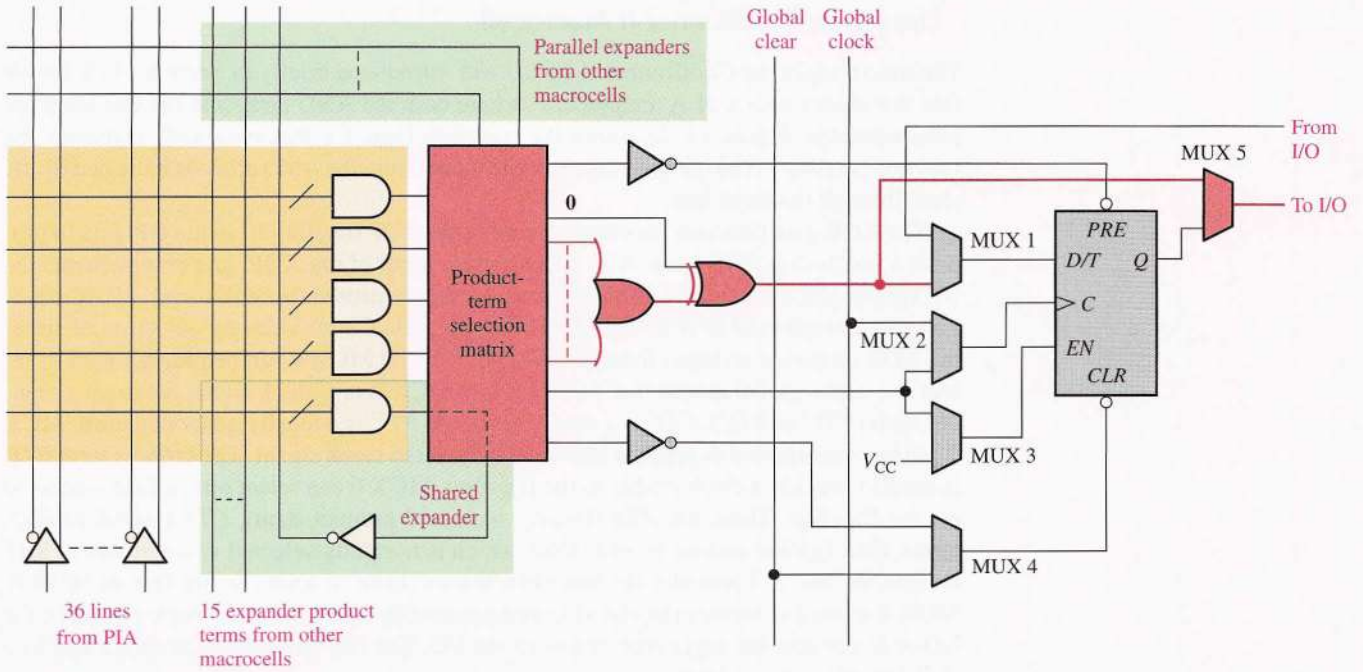 Global
clear
Global
clock
Parallel expanders
from other
macrocells
From
I/O
MUX 5
To I/O
0
MUX 1
PRE
D/T
Q
C
EN
CLR
Product-
term
selection
matrix
MUX 2
MUX 3
VCC
Shared
expander
MUX 4
36 lines
from PIA
15 expander product
terms from other
macrocells